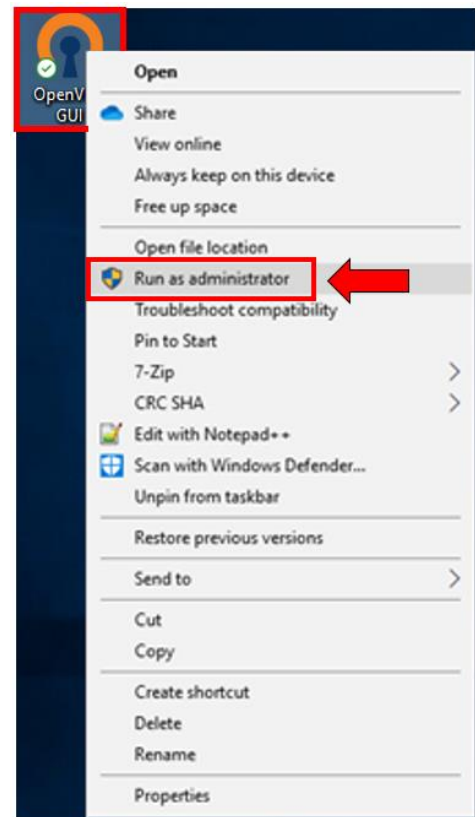 OpenV
GUI
Open
Share
View online
Always keep on this device
Free up space
Open file location
Run as administrator
Troubleshoot compatibility
Pin to Start
7-Zip
CRC SHA
Edit with Notepad++
Scan with Windows Defender...
Unpin from taskbar
Restore previous versions
Send to
Cut
Copy
Create shortcut
Delete
Rename
Properties